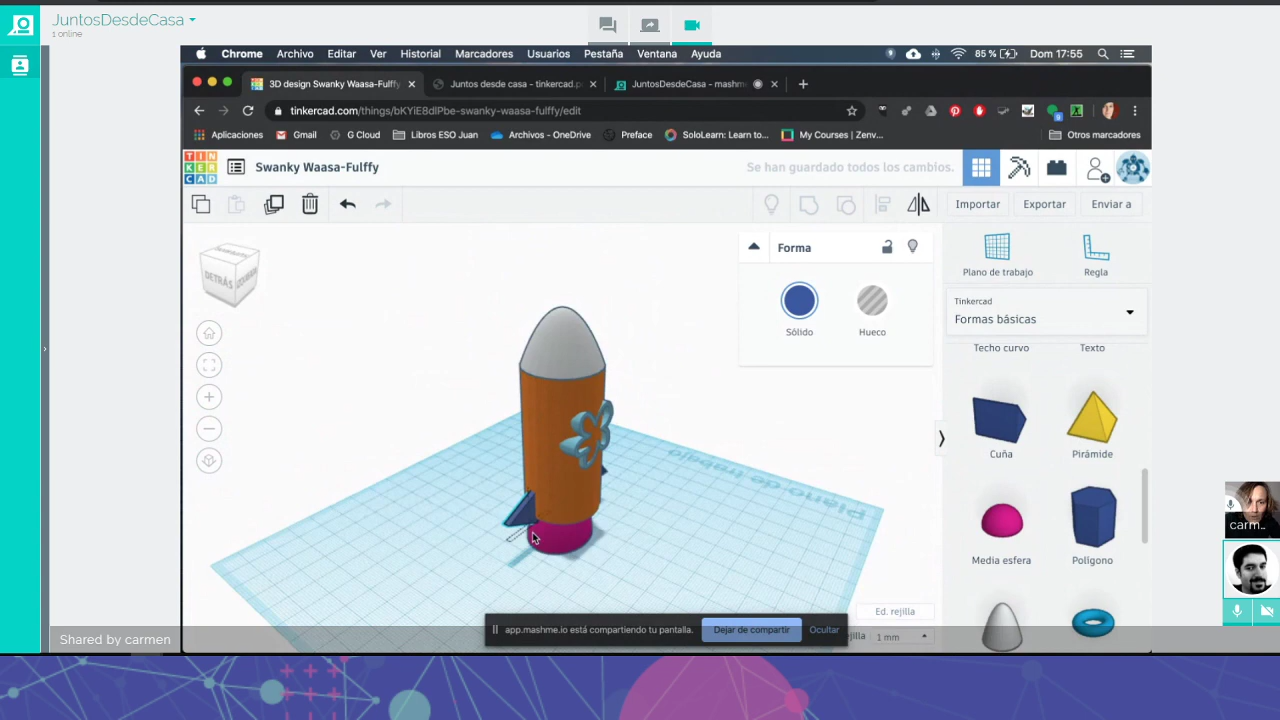 JuntosDesdeCasa
1 online
Chrome Archivo Editar Ver Historial Marcadores Usuarios Pestaña Ventana Ayuda 85 % Dom 17:55
3D design Swanky Waasa-Fulffy
Juntos desde casa - tinkercad.p
JuntosDesdeCasa - mashm
tinkercad.com/things/bKYiE8dlPbe-swanky-waasa-fulffy/edit
Aplicaciones Gmail G Cloud Libros ESO Juan Archivos - OneDrive Preface SoloLearn: Learn to... My Courses | Zenv... Otros marcadores
TIN
KER
CAD
Swanky Waasa-Fulffy
Se han guardado todos los cambios.
Importar Exportar Enviar a
Forma
Sólido Hueco
DETRÁS
Plano de trabajo Regla
Tinkercad
Formas básicas
Techo curvo Texto
Cuña Pirámide
Media esfera Polígono
Plano de trabajo
Ed. rejilla
jilla 1 mm
app.mashme.io está compartiendo tu pantalla. Dejar de compartir Ocultar
carm...
Shared by carmen